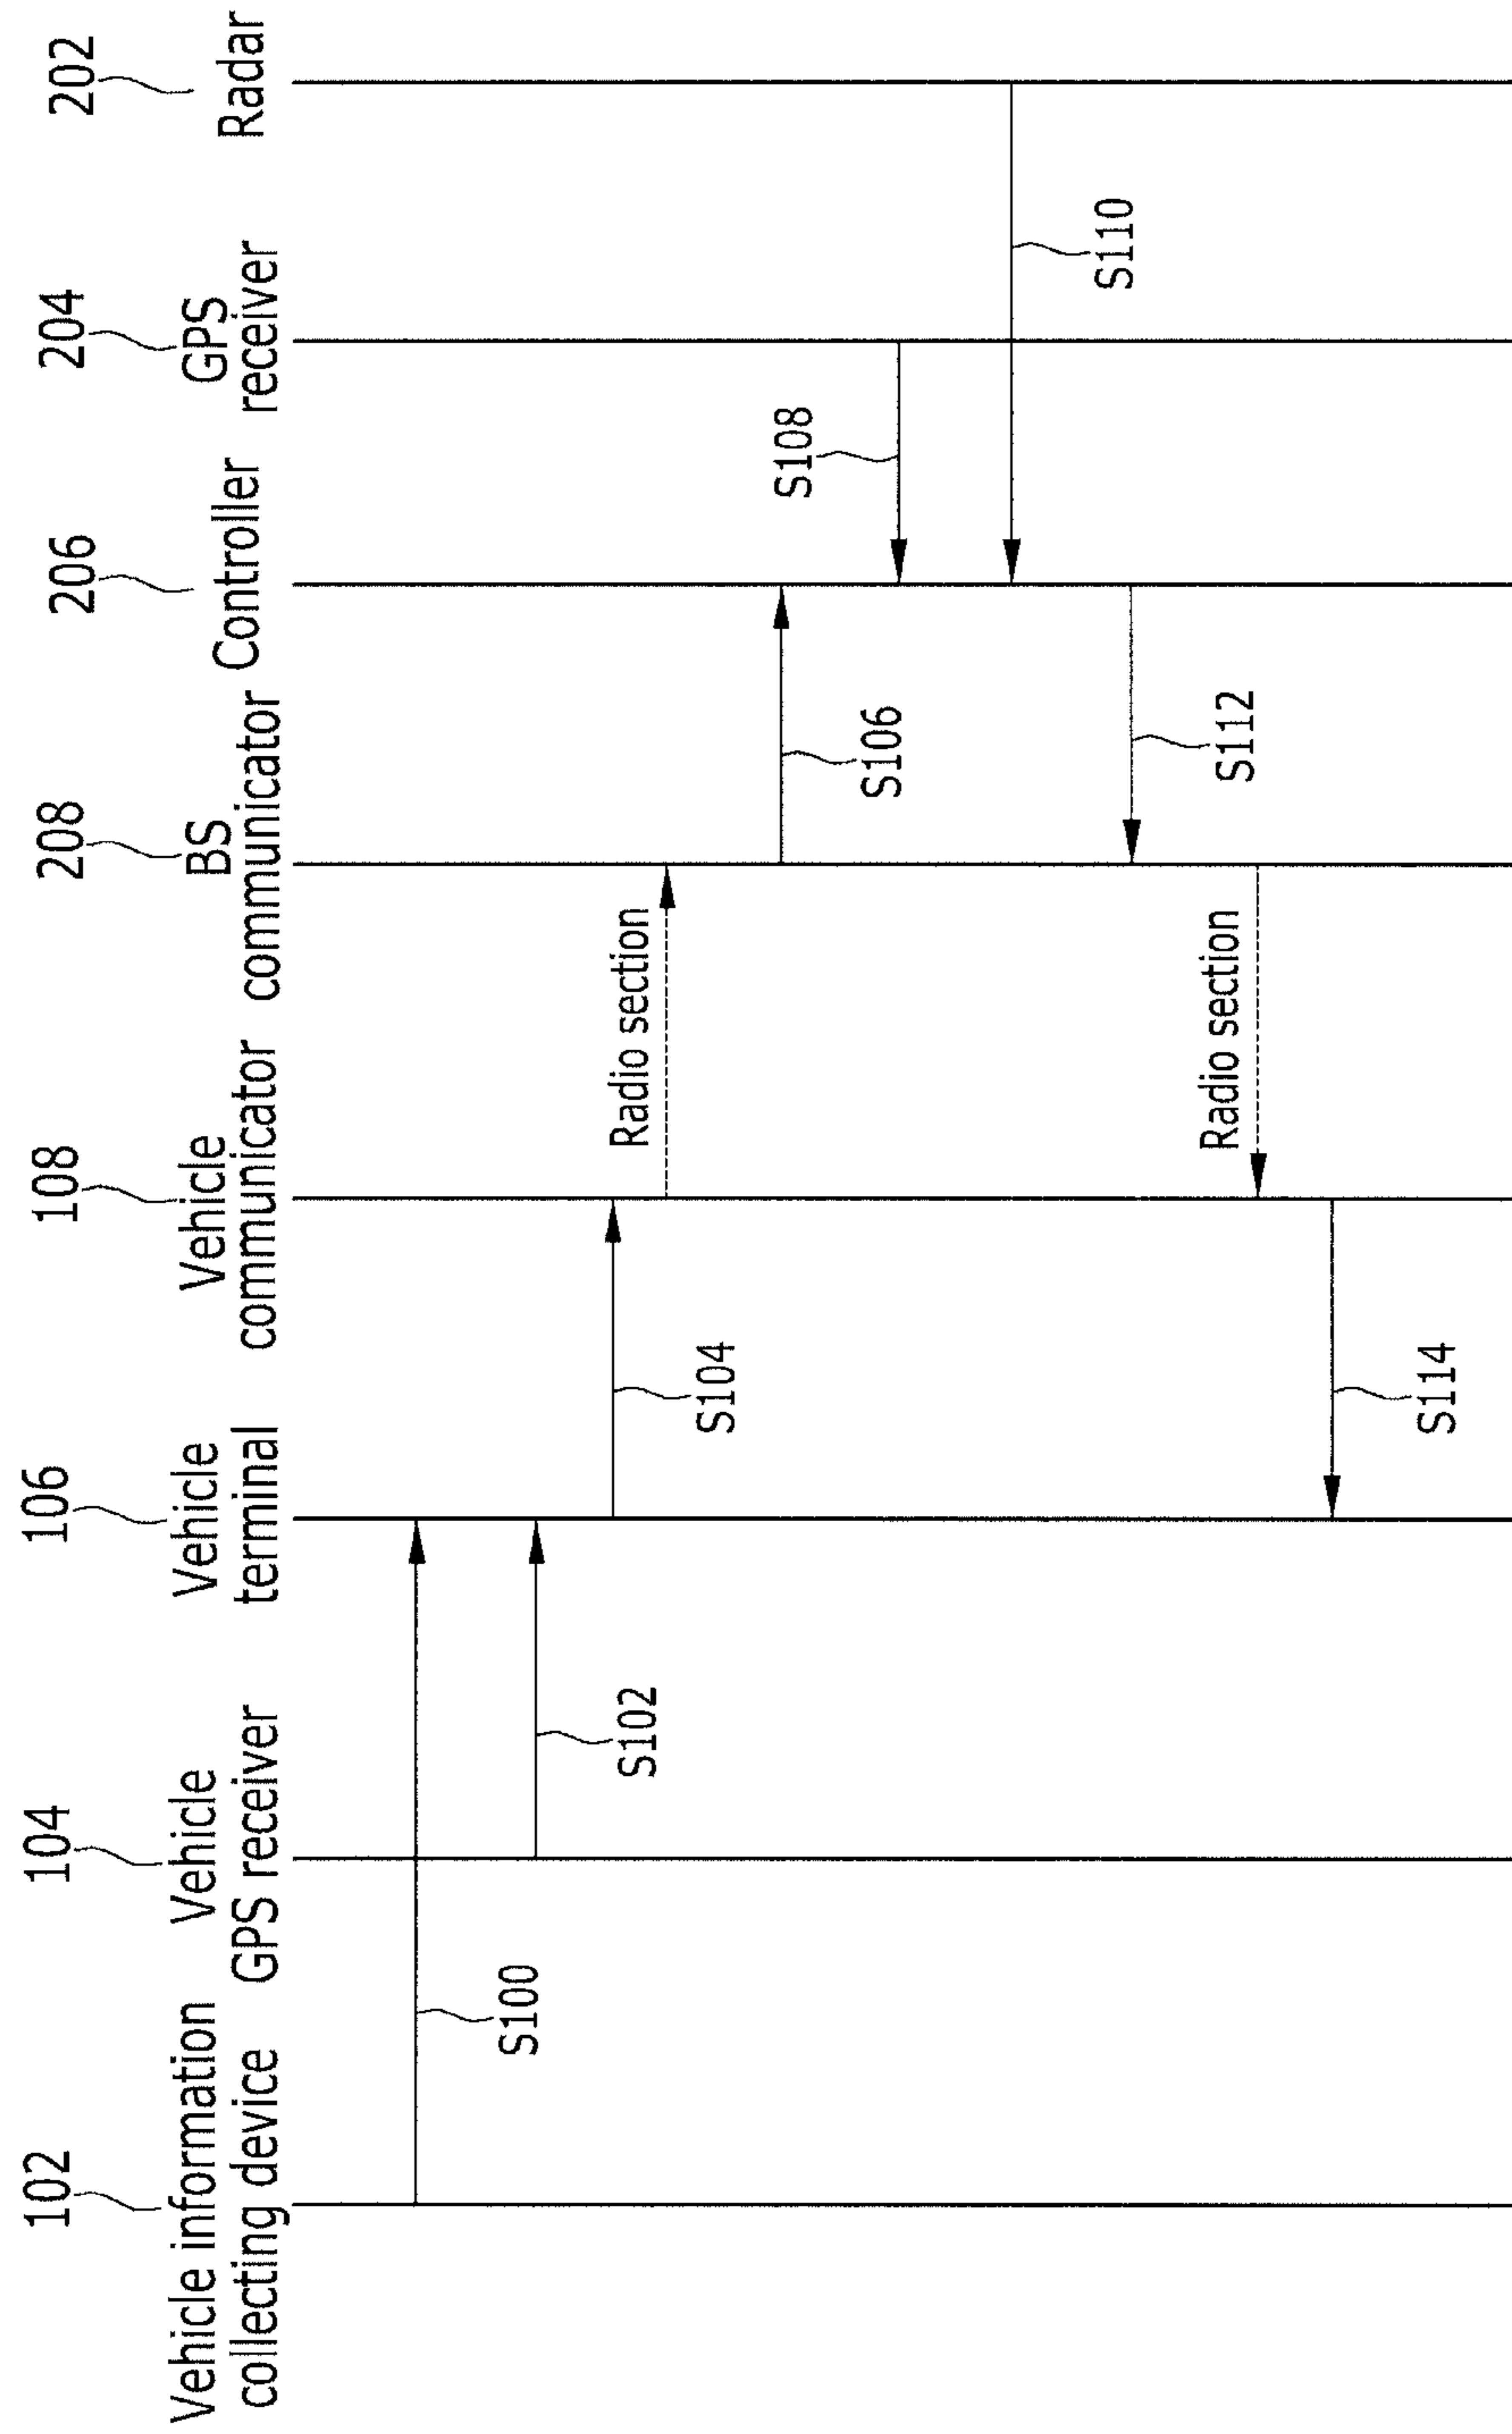 102
Vehicle information
collecting device
104
Vehicle
GPS receiver
106
Vehicle
terminal
108
Vehicle
communicator
208
BS
communicator
206
Controller
204
GPS
receiver
202
Radar
S100
S102
S104
Radio section
S106
S108
S110
S112
Radio section
S114